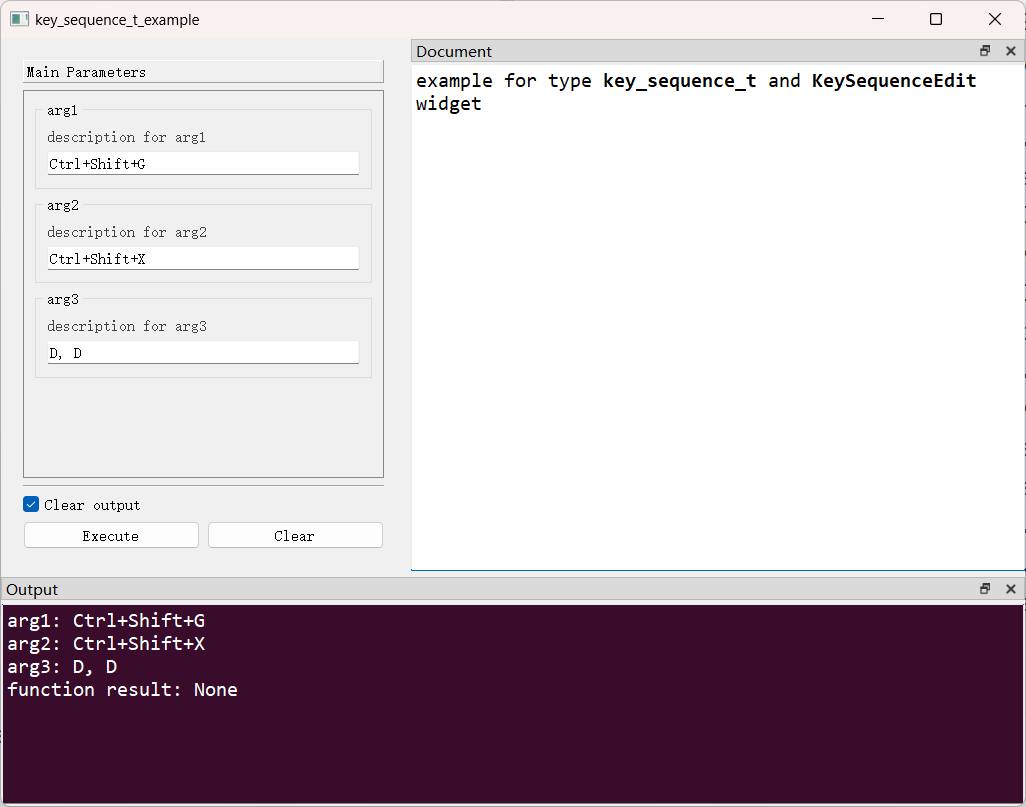 key_sequence_t_example
Main Parameters
arg1
description for arg1
Ctrl+Shift+G
arg2
description for arg2
Ctrl+Shift+X
arg3
description for arg3
D, D
Clear output
Execute
Clear
Document
example for type key_sequence_t and KeySequenceEdit
widget
Output
arg1: Ctrl+Shift+G
arg2: Ctrl+Shift+X
arg3: D, D
function result: None